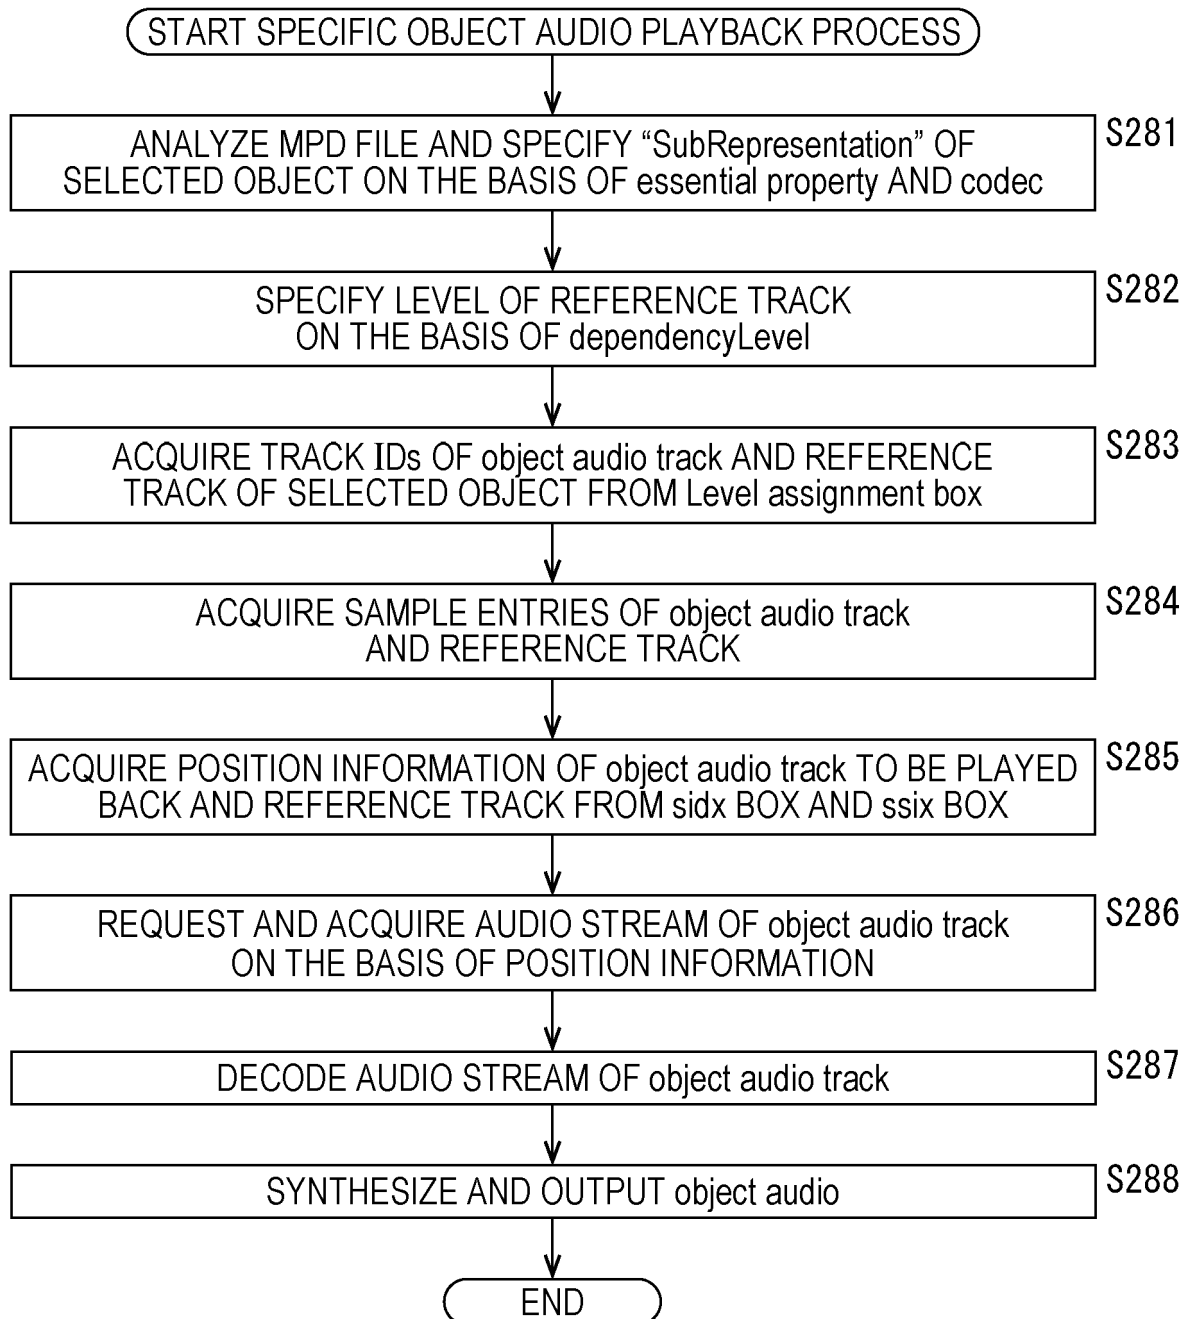 START SPECIFIC OBJECT AUDIO PLAYBACK PROCESS
S281
ANALYZE MPD FILE AND SPECIFY “SubRepresentation” OF
SELECTED OBJECT ON THE BASIS OF essential property AND codec
S282
SPECIFY LEVEL OF REFERENCE TRACK
ON THE BASIS OF dependencyLevel
S283
ACQUIRE TRACK IDs OF object audio track AND REFERENCE
TRACK OF SELECTED OBJECT FROM Level assignment box
S284
ACQUIRE SAMPLE ENTRIES OF object audio track
AND REFERENCE TRACK
S285
ACQUIRE POSITION INFORMATION OF object audio track TO BE PLAYED
BACK AND REFERENCE TRACK FROM sidx BOX AND ssix BOX
S286
REQUEST AND ACQUIRE AUDIO STREAM OF object audio track
ON THE BASIS OF POSITION INFORMATION
S287
DECODE AUDIO STREAM OF object audio track
S288
SYNTHESIZE AND OUTPUT object audio
END